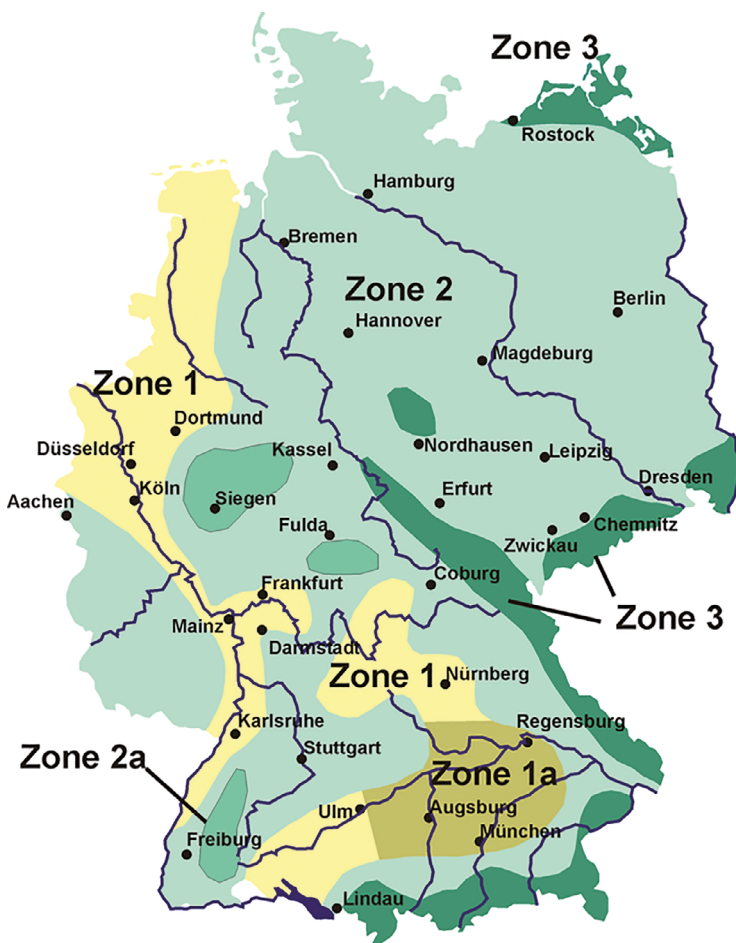 Zone 3
Rostock
Hamburg
Bremen
Zone 2
Berlin
Hannover
Magdeburg
Zone 1
Dortmund
Düsseldorf
Kassel
Nordhausen
Leipzig
Dresden
Aachen
Köln
Siegen
Erfurt
Chemnitz
Fulda
Zwickau
Frankfurt
Coburg
Zone 3
Mainz
Darmstadt
Zone 1
Nürnberg
Karlsruhe
Regensburg
Zone 2a
Stuttgart
Zone 1a
Ulm
Augsburg
Freiburg
München
Lindau